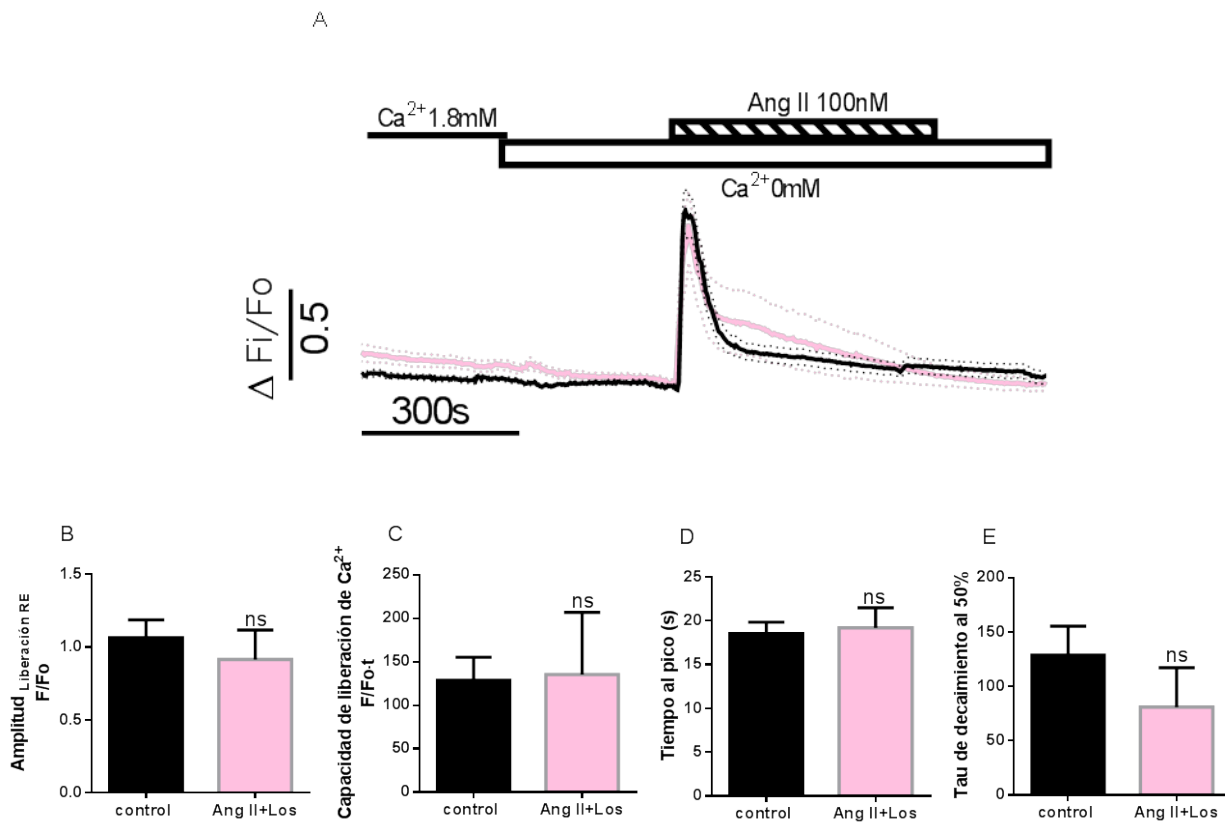 A
Ang II 100nM
Ca²⁺ 1.8mM
Ca²⁺ 0mM
Δ Fi/Fo
0.5
300s
B
Amplitud Liberación RE
F/Fo
1.5
1.0
0.5
0.0
ns
control
Ang II+Los
C
Capacidad de liberación de Ca²⁺
F/Fo·t
250
200
150
100
50
0
ns
control
Ang II+Los
D
Tiempo al pico (s)
25
20
15
10
5
0
ns
control
Ang II+Los
E
Tau de decaimiento al 50%
200
150
100
50
0
ns
control
Ang II+Los